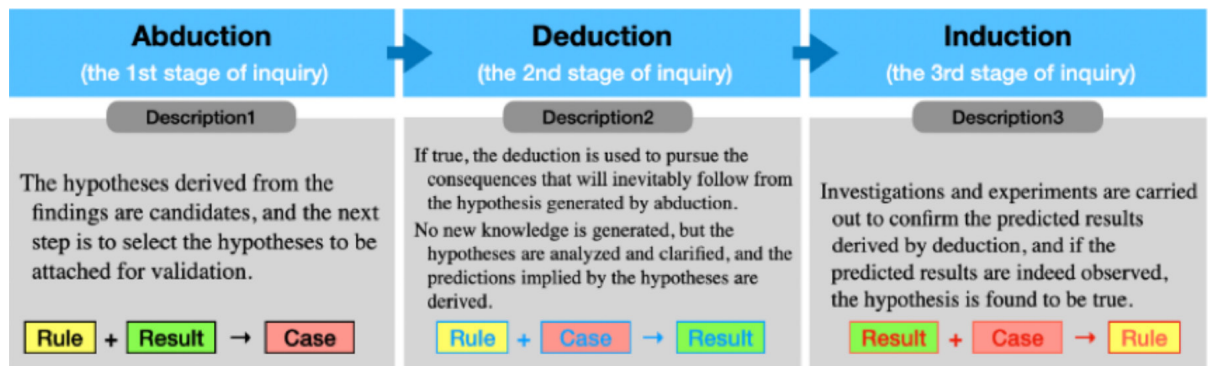 Abduction
(the 1st stage of inquiry)
Description1
The hypotheses derived from the
findings are candidates, and the next
step is to select the hypotheses to be
attached for validation.
Rule + Result → Case
Deduction
(the 2nd stage of inquiry)
Description2
If true, the deduction is used to pursue the
consequences that will inevitably follow from
the hypothesis generated by abduction.
No new knowledge is generated, but the
hypotheses are analyzed and clarified, and the
predictions implied by the hypotheses are
derived.
Rule + Case → Result
Induction
(the 3rd stage of inquiry)
Description3
Investigations and experiments are carried
out to confirm the predicted results
derived by deduction, and if the
predicted results are indeed observed,
the hypothesis is found to be true.
Result + Case → Rule